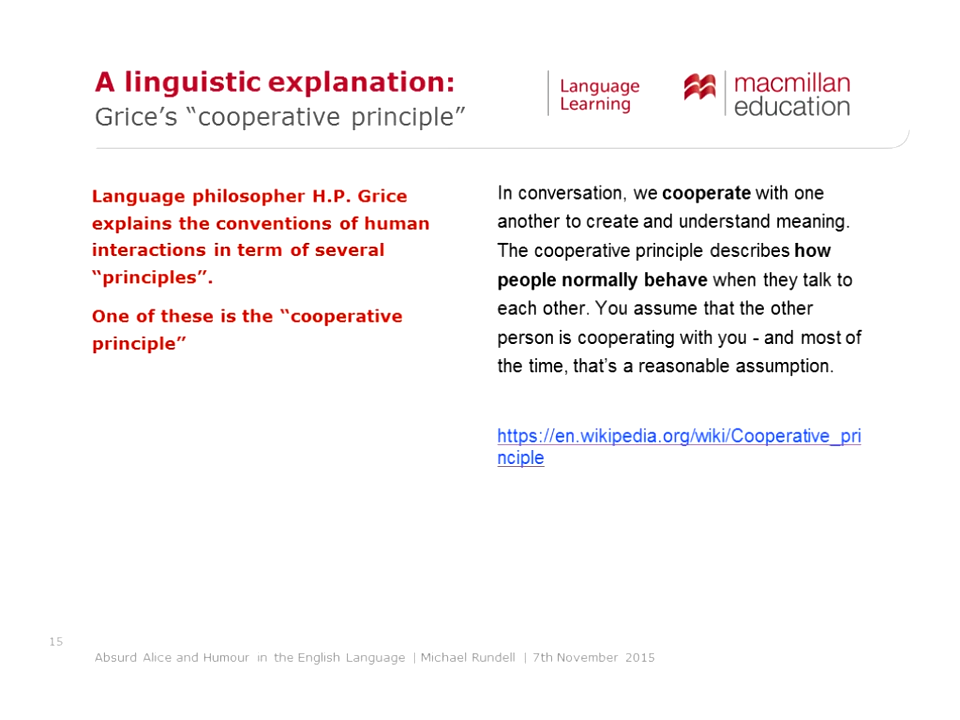 A linguistic explanation:
Grice's “cooperative principle”
Language
Learning
macmillan
education
Language philosopher H.P. Grice
explains the conventions of human
interactions in term of several
“principles”.
One of these is the “cooperative
principle”
In conversation, we cooperate with one
another to create and understand meaning.
The cooperative principle describes how
people normally behave when they talk to
each other. You assume that the other
person is cooperating with you - and most of
the time, that's a reasonable assumption.
https://en.wikipedia.org/wiki/Cooperative_pri
nciple
15
Absurd Alice and Humour in the English Language | Michael Rundell | 7th November 2015